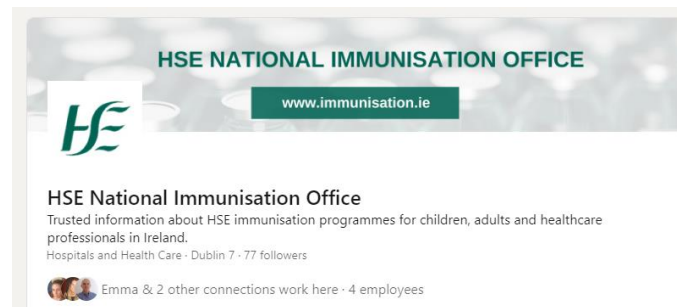 HSE NATIONAL IMMUNISATION OFFICE
www.immunisation.ie
HSE
HSE National Immunisation Office
Trusted information about HSE immunisation programmes for children, adults and healthcare
professionals in Ireland.
Hospitals and Health Care · Dublin 7 · 77 followers
Emma & 2 other connections work here · 4 employees